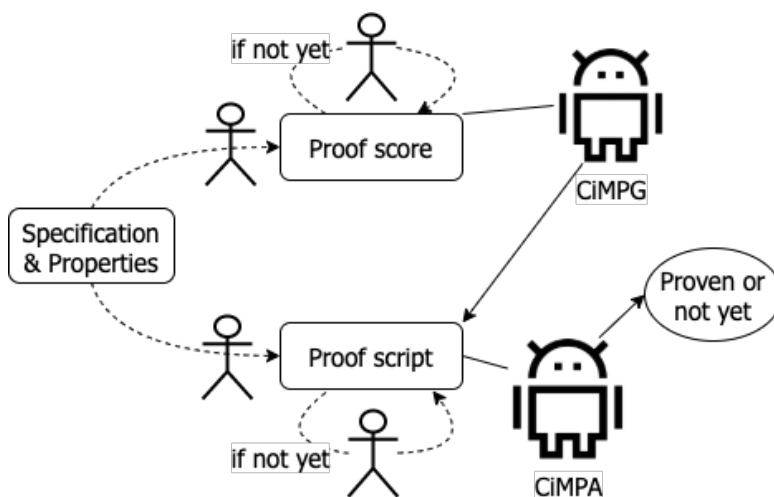 if not yet
Proof score
CiMPG
Specification
& Properties
Proven or
not yet
Proof script
if not yet
CiMPA